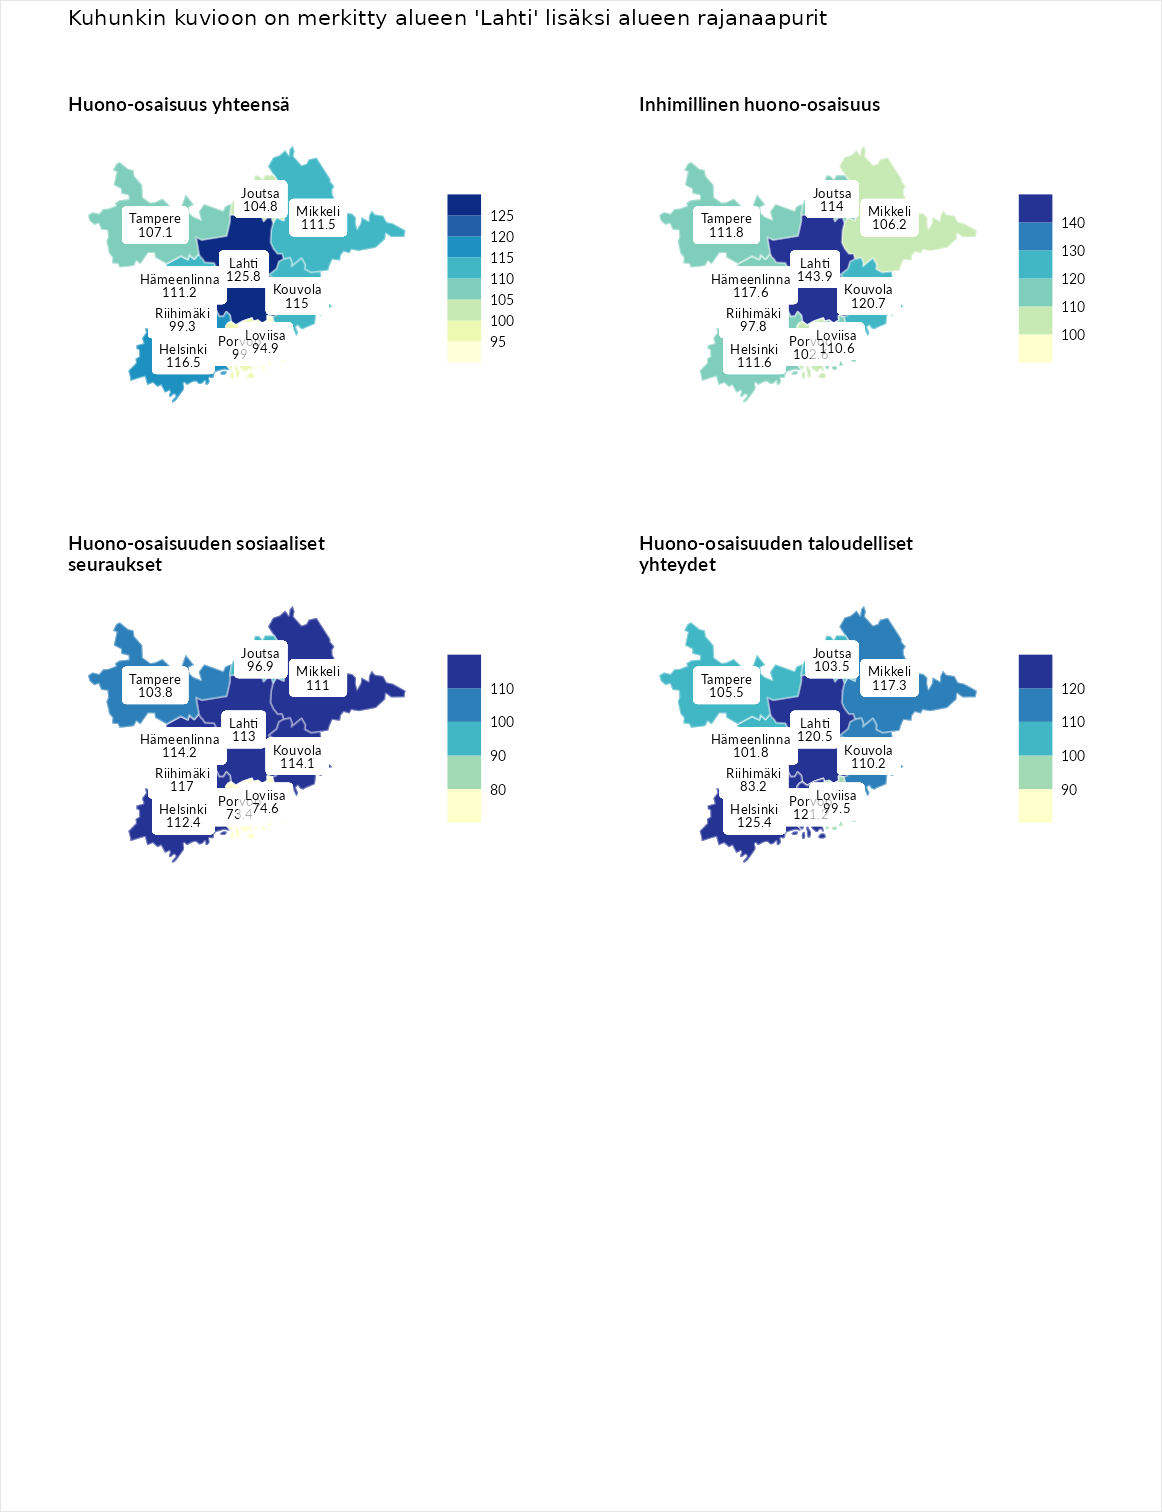 Kuhunkin kuvioon on merkitty alueen 'Lahti' lisäksi alueen rajanaapurit
Huono-osaisuus yhteensä
Joutsa
104.8
Mikkeli
111.5
Tampere
107.1
Lahti
125.8
Hämeenlinna
111.2
Kouvola
115
Riihimäki
99.3
Loviisa
94.9
Helsinki
116.5
125
120
115
110
105
100
95
Inhimillinen huono-osaisuus
Joutsa
114
Mikkeli
106.2
Tampere
111.8
Lahti
143.9
Hämeenlinna
117.6
Kouvola
120.7
Riihimäki
97.8
Loviisa
110.6
Helsinki
111.6
140
130
120
110
100
Huono-osaisuuden sosiaaliset
seuraukset
Joutsa
96.9
Mikkeli
111
Tampere
103.8
Lahti
113
Hämeenlinna
114.2
Kouvola
114.1
Riihimäki
117
Loviisa
74.6
73.4
Helsinki
112.4
110
100
90
80
Huono-osaisuuden taloudelliset
yhteydet
Joutsa
103.5
Mikkeli
117.3
Tampere
105.5
Lahti
120.5
Hämeenlinna
101.8
Kouvola
110.2
Riihimäki
83.2
Loviisa
99.5
121.2
Helsinki
125.4
120
110
100
90